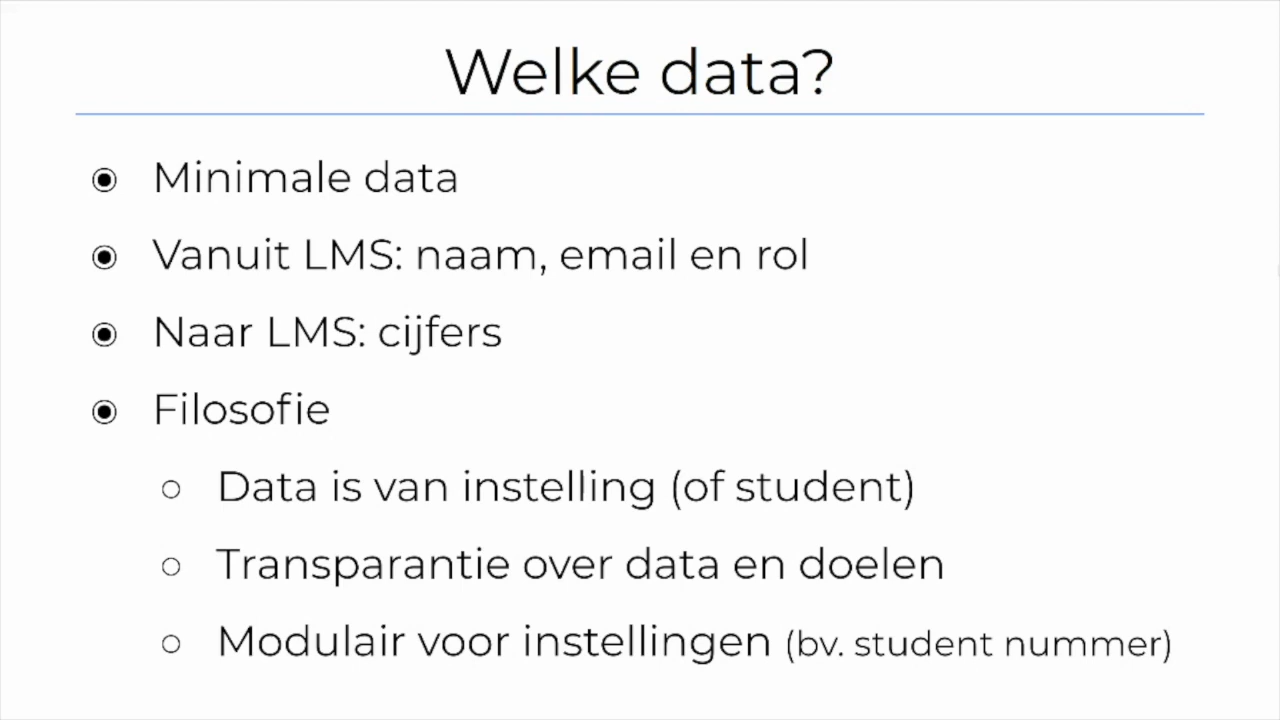 Welke data?
Minimale data
Vanuit LMS: naam, email en rol
Naar LMS: cijfers
Filosofie
Data is van instelling (of student)
Transparantie over data en doelen
Modulair voor instellingen (bv. student nummer)